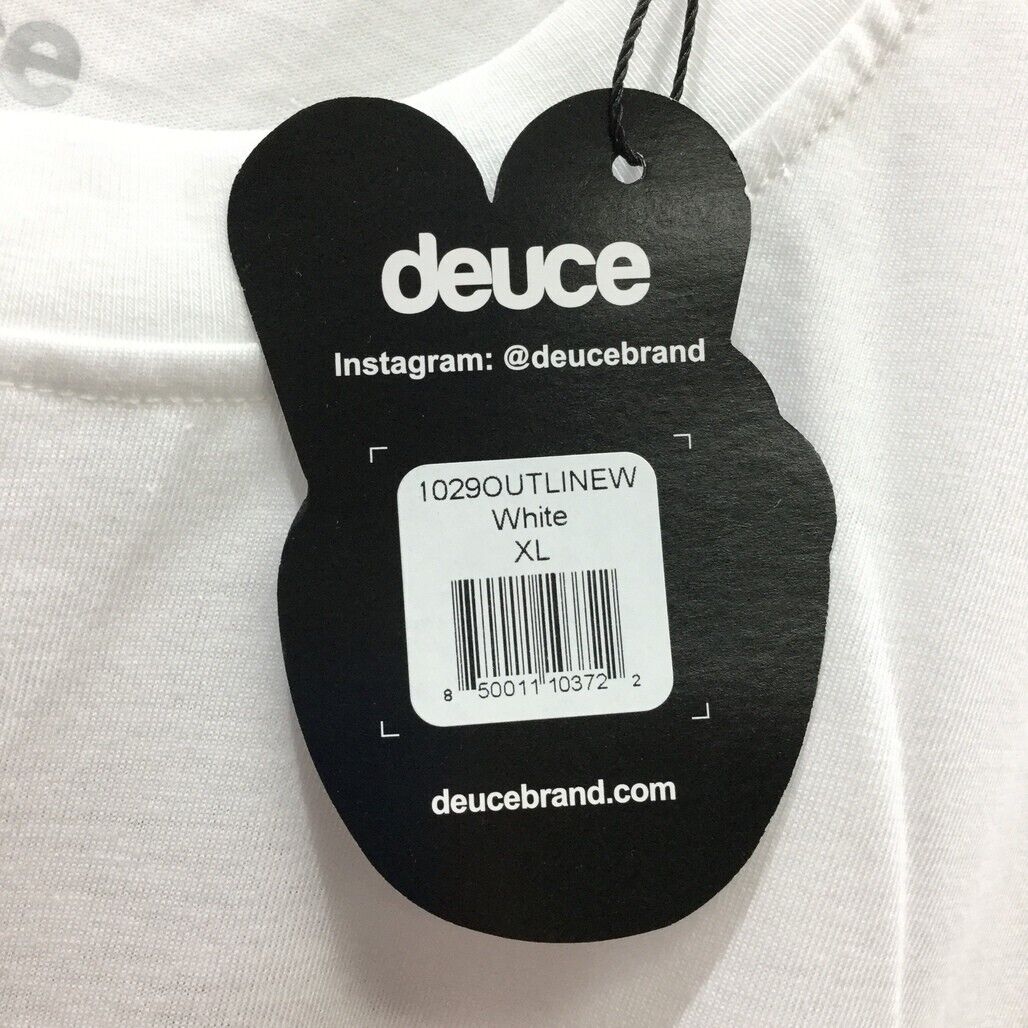 deuce
Instagram: @deucebrand
1029OUTLINEW
White
XL
8 50011 10372 2
deucebrand.com